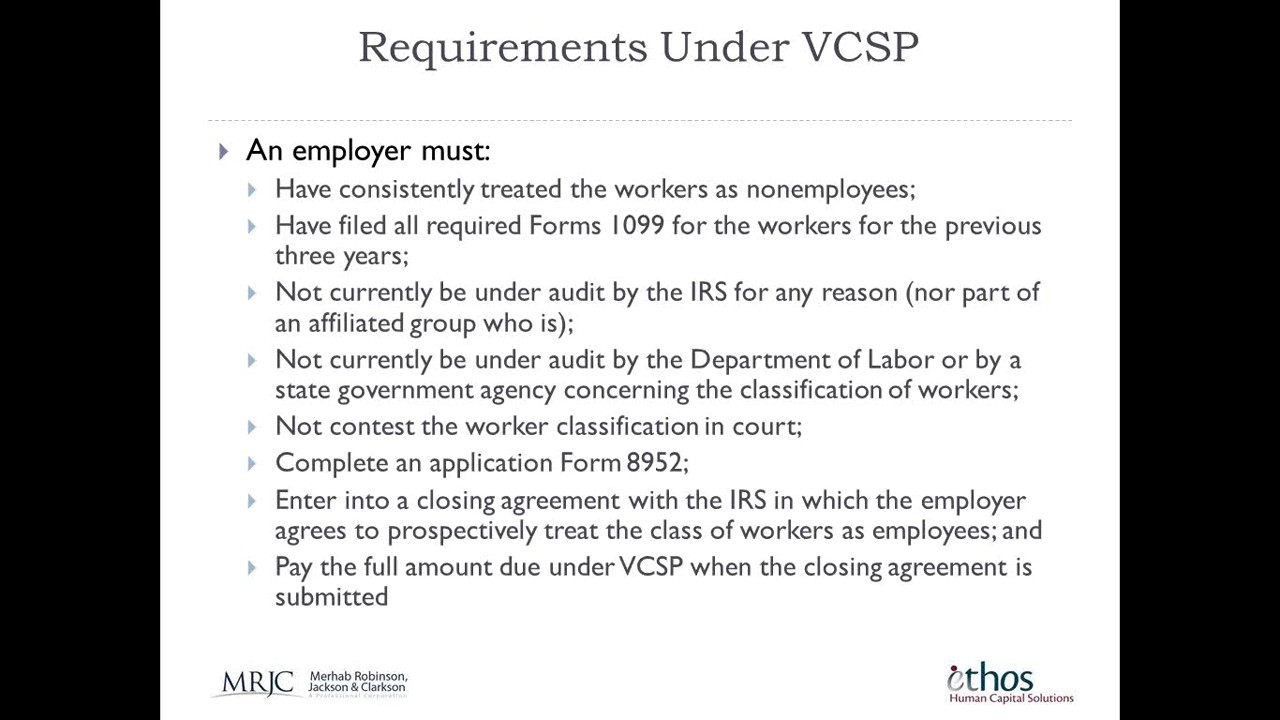 Requirements Under VCSP
An employer must:
Have consistently treated the workers as nonemployees;
Have filed all required Forms 1099 for the workers for the previous
three years;
Not currently be under audit by the IRS for any reason (nor part of
an affiliated group who is);
Not currently be under audit by the Department of Labor or by a
state government agency concerning the classification of workers;
Not contest the worker classification in court;
Complete an application Form 8952;
Enter into a closing agreement with the IRS in which the employer
agrees to prospectively treat the class of workers as employees; and
Pay the full amount due under VCSP when the closing agreement is
submitted
MRJC
Merhab Robinson,
Jackson & Clarkson
A Professional Corporation
ethos
Human Capital Solutions